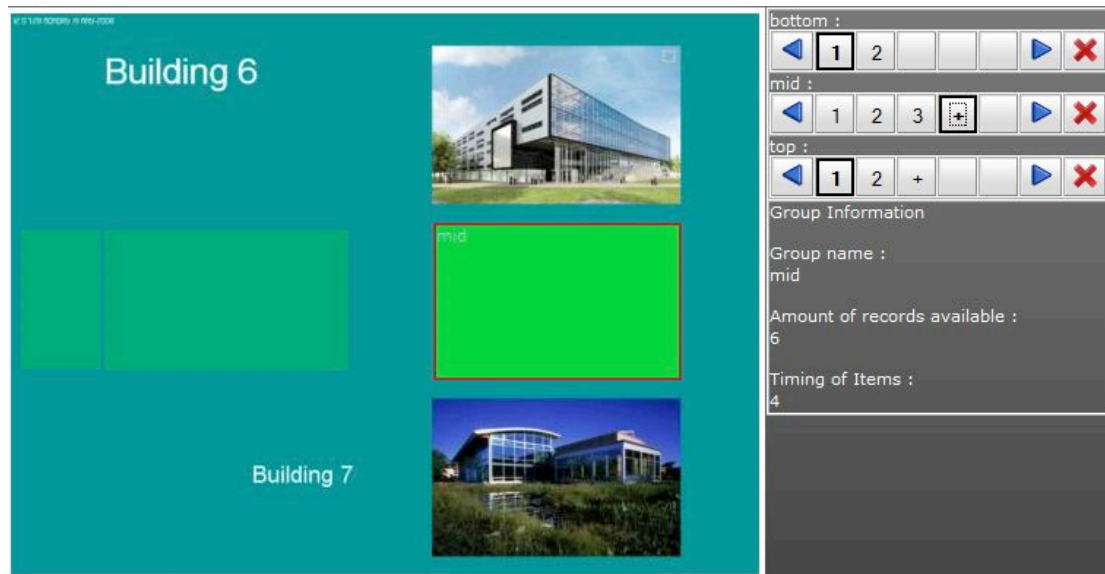 Building 6
mid
Building 7
bottom :
1 2
mid :
1 2 3 +
top :
1 2 +
Group Information
Group name :
mid
Amount of records available :
6
Timing of Items :
4